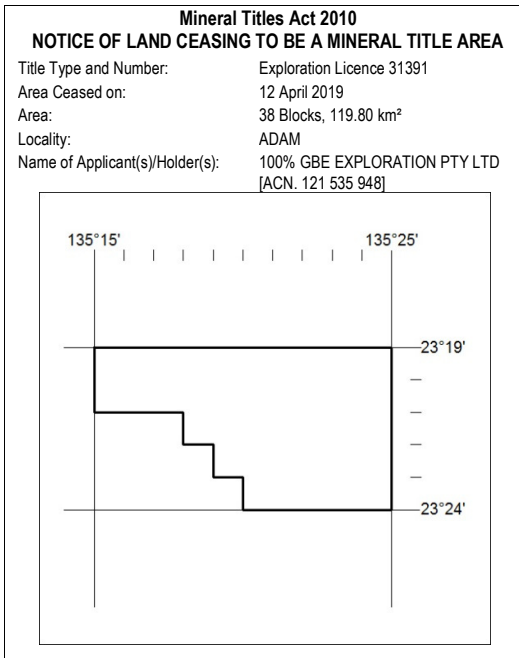 Mineral Titles Act 2010
NOTICE OF LAND CEASING TO BE A MINERAL TITLE AREA
Title Type and Number: Exploration Licence 31391
Area Ceased on: 12 April 2019
Area: 38 Blocks, 119.80 km²
Locality: ADAM
Name of Applicant(s)/Holder(s): 100% GBE EXPLORATION PTY LTD
[ACN. 121 535 948]
135°15' 135°25'
23°19'
23°24'